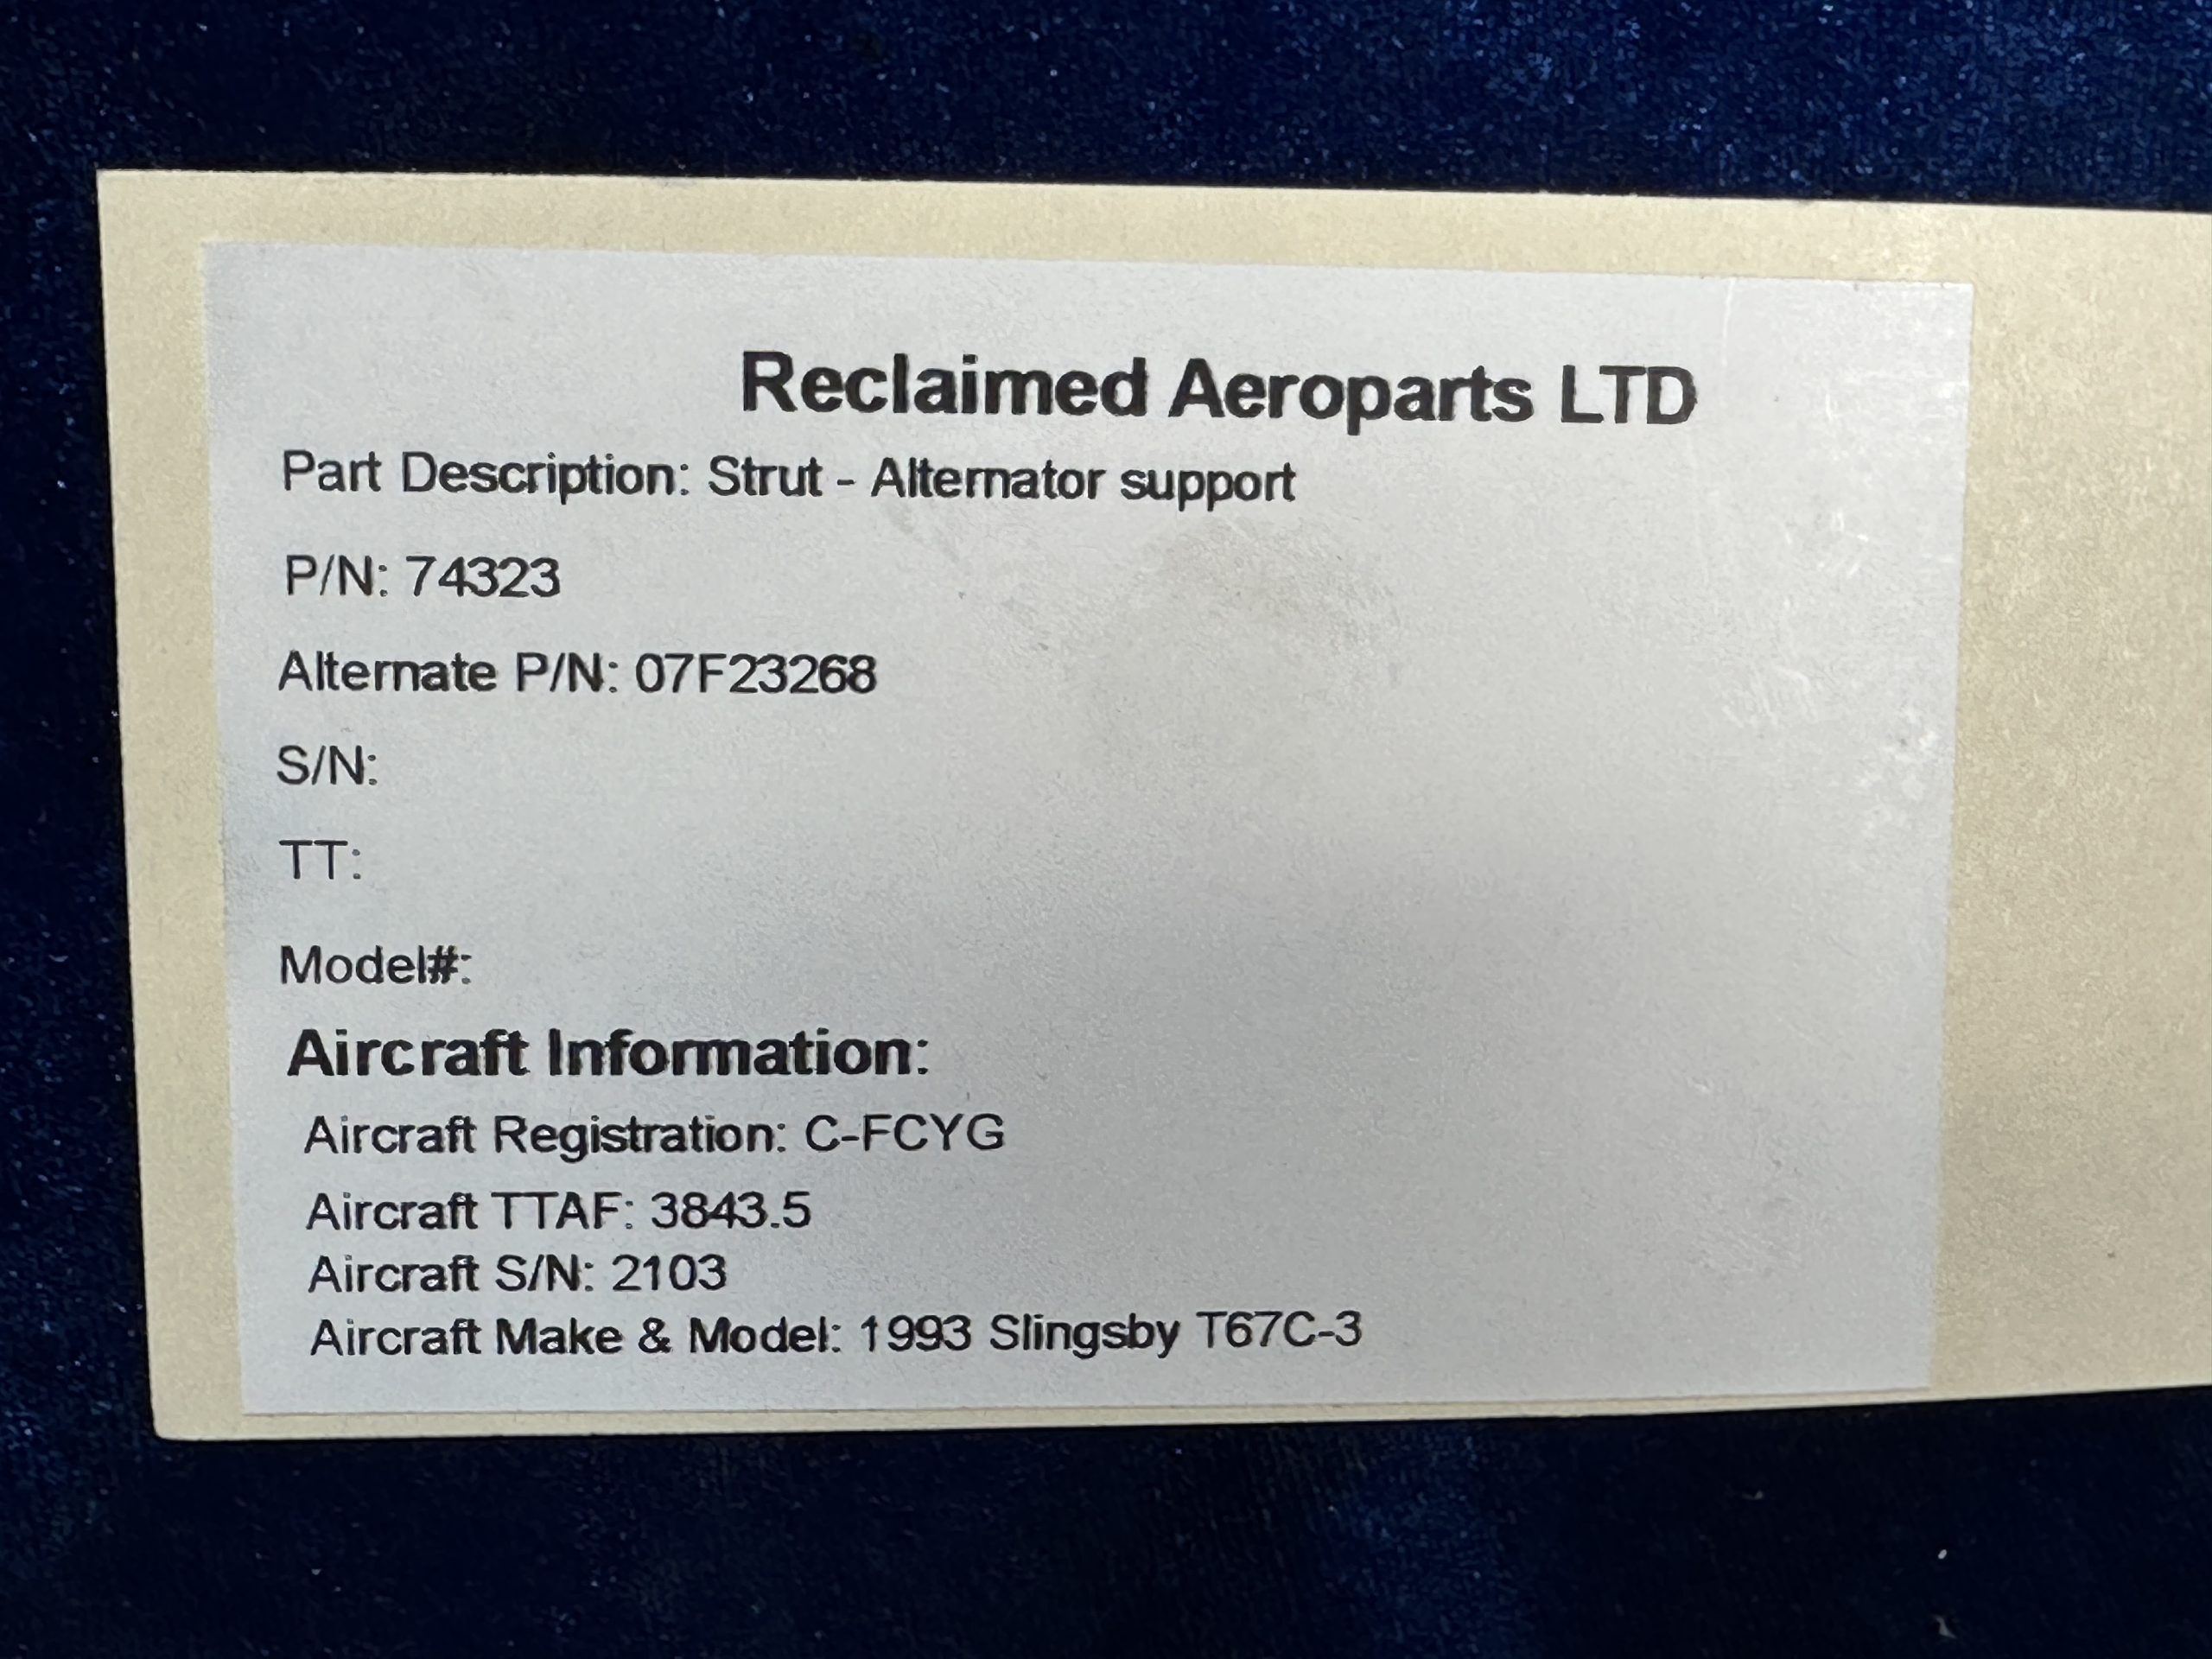 Reclaimed Aeroparts LTD
Part Description: Strut - Alternator support
P/N: 74323
Alternate P/N: 07F23268
S/N:
TT:
Model#:
Aircraft Information:
Aircraft Registration: C-FCYG
Aircraft TTAF: 3843.5
Aircraft S/N: 2103
Aircraft Make & Model: 1993 Slingsby T67C-3